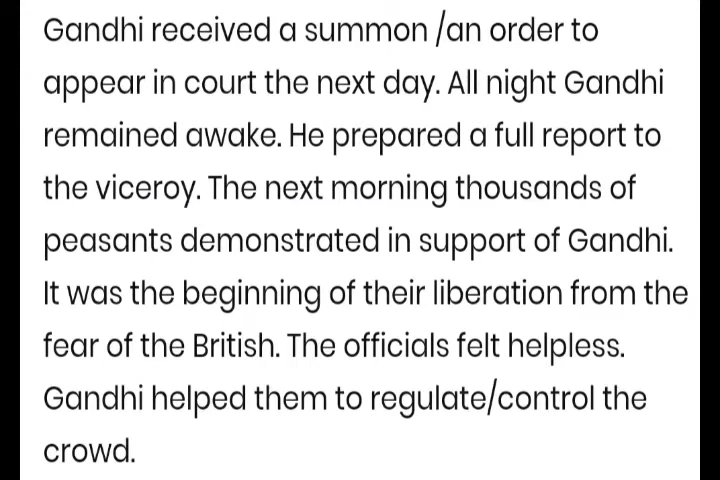 Gandhi received a summon /an order to
appear in court the next day. All night Gandhi
remained awake. He prepared a full report to
the viceroy. The next morning thousands of
peasants demonstrated in support of Gandhi.
It was the beginning of their liberation from the
fear of the British. The officials felt helpless.
Gandhi helped them to regulate/control the
crowd.